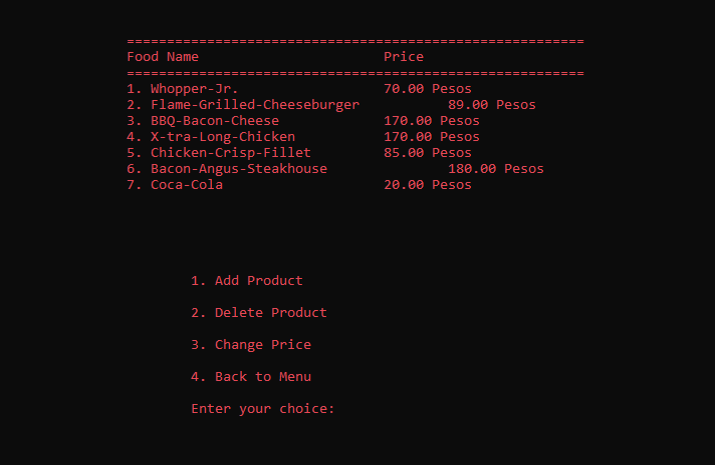 ==========================================================
Food Name                       Price
==========================================================
1. Whopper-Jr.                  70.00 Pesos
2. Flame-Grilled-Cheeseburger           89.00 Pesos
3. BBQ-Bacon-Cheese             170.00 Pesos
4. X-tra-Long-Chicken           170.00 Pesos
5. Chicken-Crisp-Fillet         85.00 Pesos
6. Bacon-Angus-Steakhouse               180.00 Pesos
7. Coca-Cola                    20.00 Pesos
1. Add Product
2. Delete Product
3. Change Price
4. Back to Menu
Enter your choice: